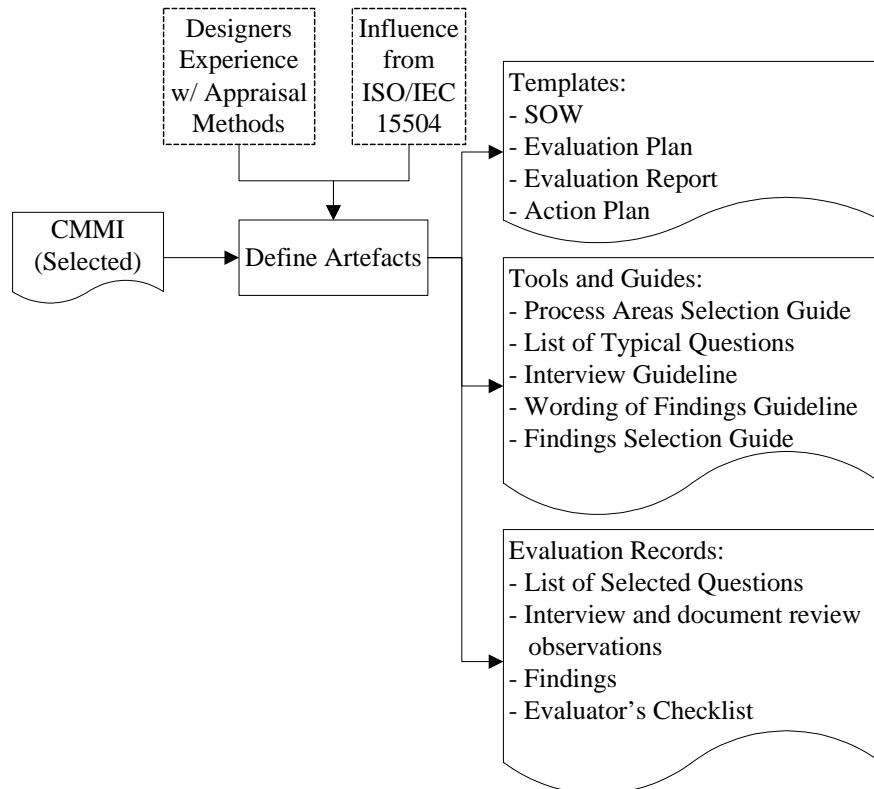 Designers
Experience
w/ Appraisal
Methods
Influence
from
ISO/IEC
15504
CMMI
(Selected)
Define Artefacts
Templates:
- SOW
- Evaluation Plan
- Evaluation Report
- Action Plan
Tools and Guides:
- Process Areas Selection Guide
- List of Typical Questions
- Interview Guideline
- Wording of Findings Guideline
- Findings Selection Guide
Evaluation Records:
- List of Selected Questions
- Interview and document review
observations
- Findings
- Evaluator's Checklist